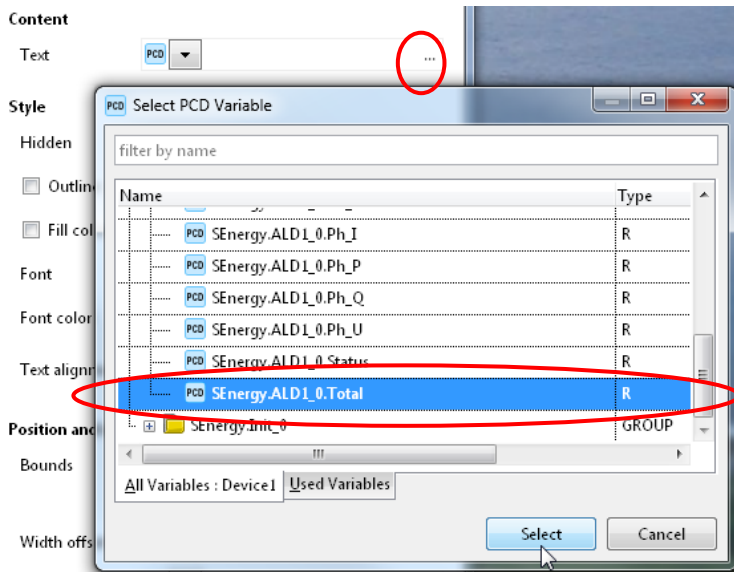 Content
Text PCD ...
Style
PCD Select PCD Variable
Hidden
filter by name
Outlin
Name Type
Fill col
PCD SEnergy.ALD1_0.Ph_I R
Font
PCD SEnergy.ALD1_0.Ph_P R
PCD SEnergy.ALD1_0.Ph_Q R
Font color
PCD SEnergy.ALD1_0.Ph_U R
Text alignm
PCD SEnergy.ALD1_0.Status R
PCD SEnergy.ALD1_0.Total R
Position and
SEnergy.Init_0 GROUP
Bounds
All Variables : Device1 Used Variables
Width offs
Select Cancel